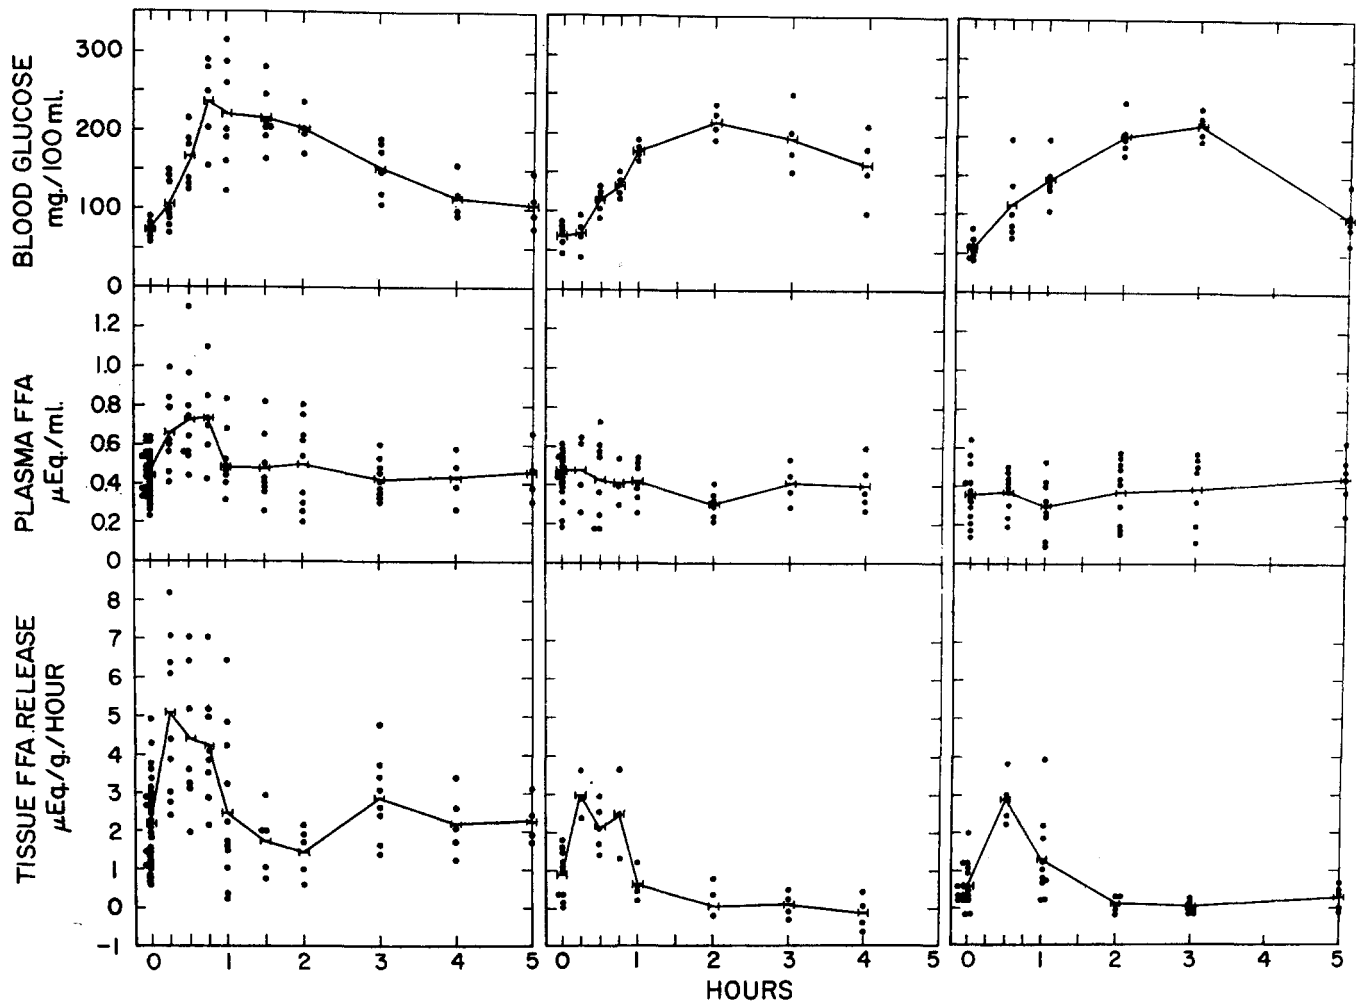 BLOOD GLUCOSE
mg./100 ml.
300
200
100
0
PLASMA FFA
μEq./ml.
1.2
1.0
0.8
0.6
0.4
0.2
0
TISSUE FFA RELEASE
μEq./g./HOUR
8
7
6
5
4
3
2
1
0
-1
0 1 2 3 4 5 0 1 2 3 4 5 0 1 2 3 4 5
HOURS